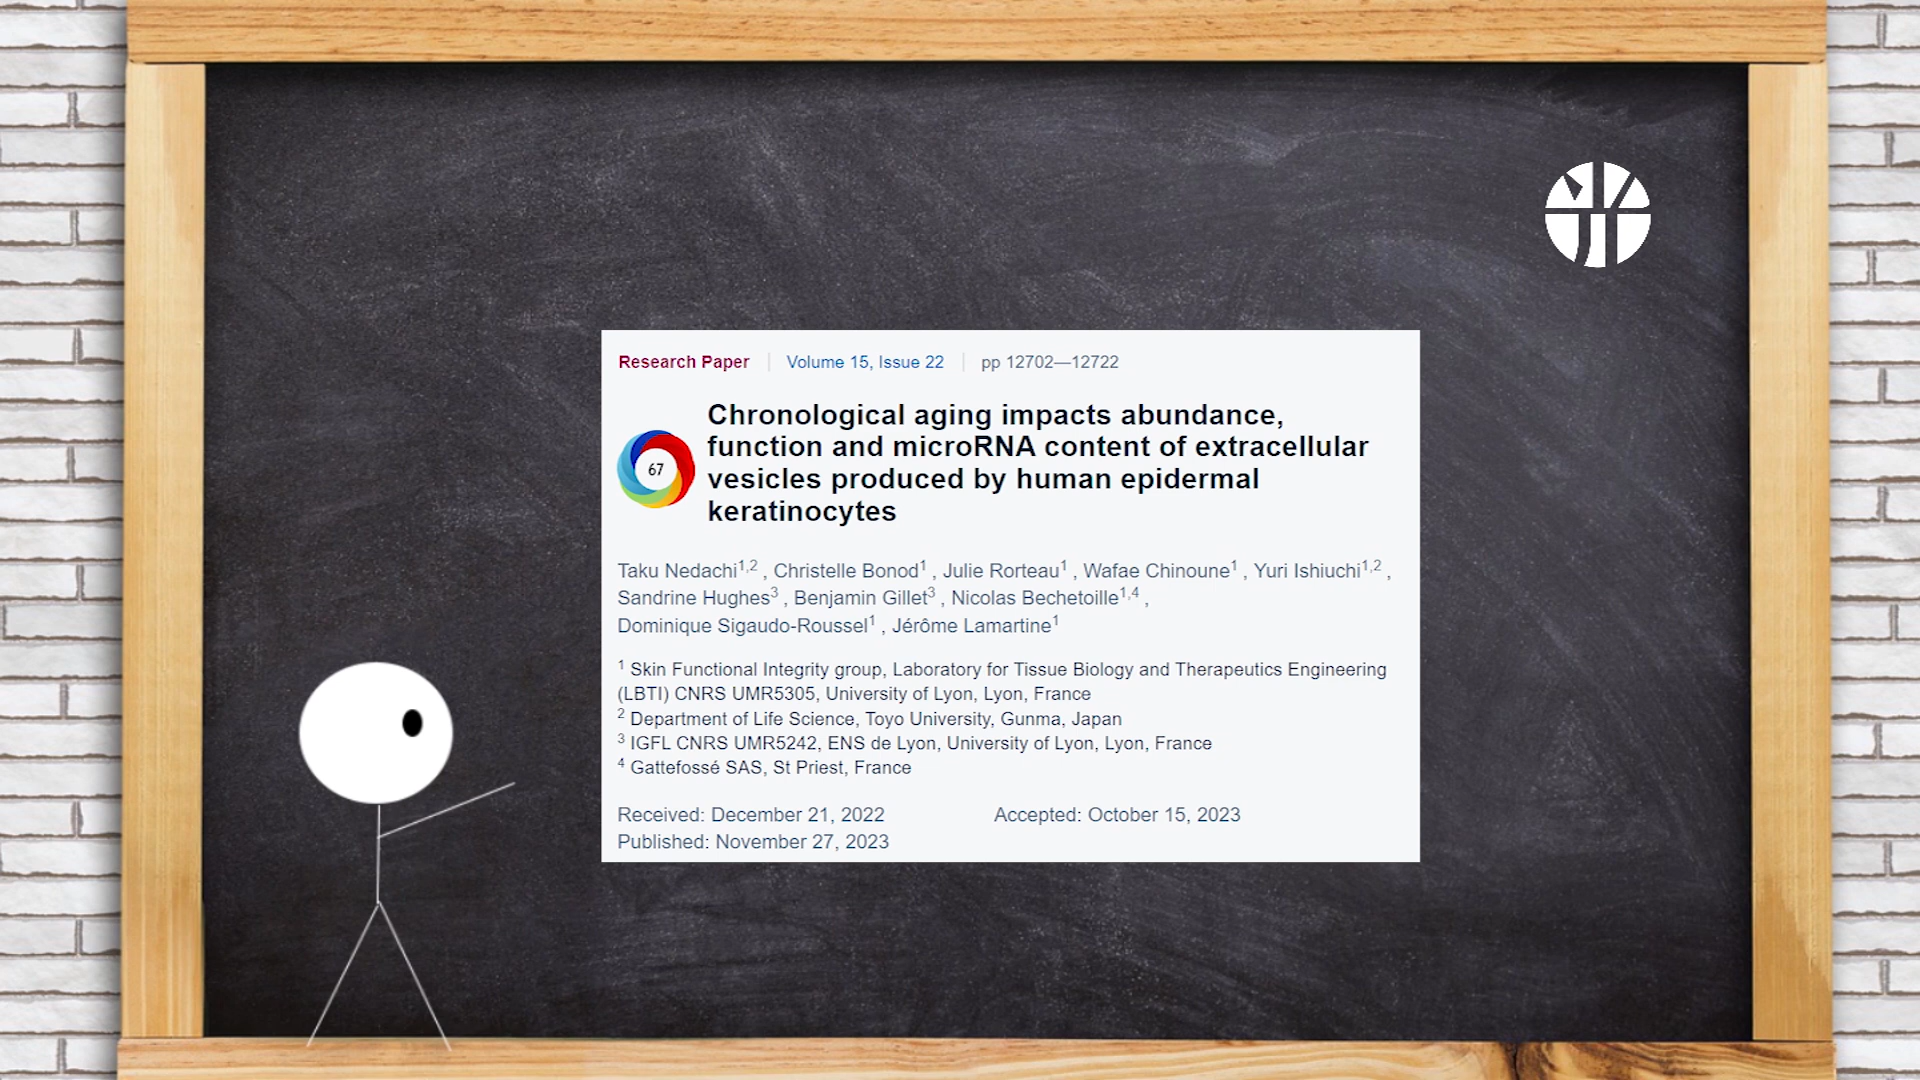 Research Paper | Volume 15, Issue 22 | pp 12702—12722
Chronological aging impacts abundance,
function and microRNA content of extracellular
67
vesicles produced by human epidermal
keratinocytes
Taku Nedachi1,2 , Christelle Bonod1 , Julie Rorteau1 , Wafae Chinoune1 , Yuri Ishiuchi1,2 ,
Sandrine Hughes3 , Benjamin Gillet3 , Nicolas Bechetoille1,4 ,
Dominique Sigaudo-Roussel1 , Jérôme Lamartine1
1 Skin Functional Integrity group, Laboratory for Tissue Biology and Therapeutics Engineering
(LBTI) CNRS UMR5305, University of Lyon, Lyon, France
2 Department of Life Science, Toyo University, Gunma, Japan
3 IGFL CNRS UMR5242, ENS de Lyon, University of Lyon, Lyon, France
4 Gattefossé SAS, St Priest, France
Received: December 21, 2022 Accepted: October 15, 2023
Published: November 27, 2023